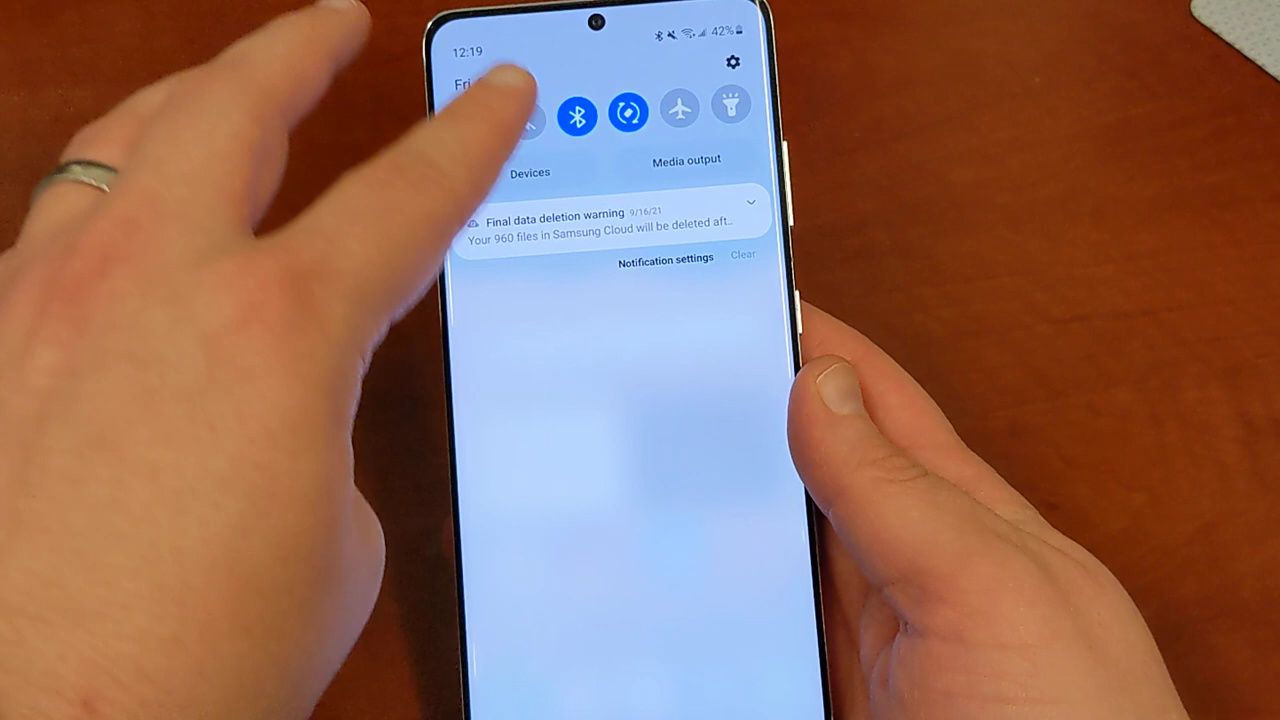 12:19
42%
Fri
Devices
Media output
Final data deletion warning 9/16/21
Your 960 files in Samsung Cloud will be deleted aft..
Notification settings
Clear